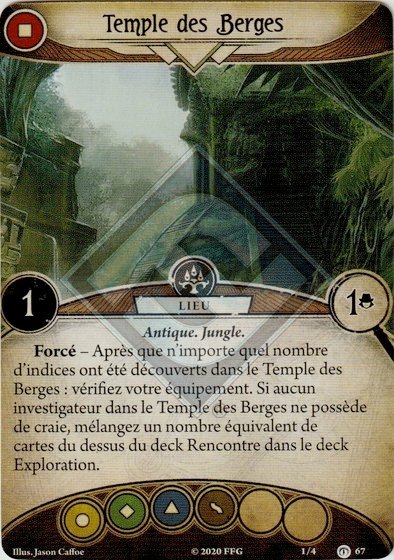 Temple des Berges
1
LIEU
1
Antique. Jungle.
Forcé – Après que n'importe quel nombre
d'indices ont été découverts dans le Temple des
Berges : vérifiez votre équipement. Si aucun
investigateur dans le Temple des Berges ne possède
de craie, mélangez un nombre équivalent de
cartes du dessus du deck Rencontre dans le deck
Exploration.
Illus. Jason Caffoe © 2020 FFG 1/4 67